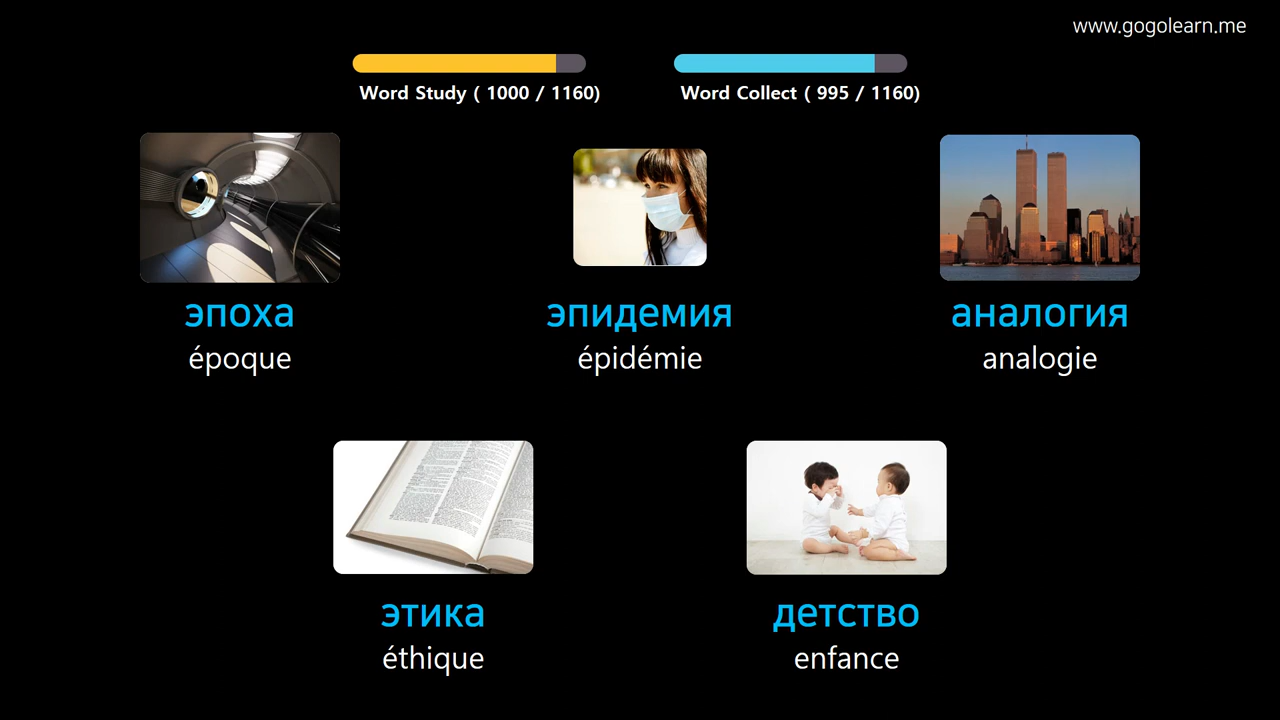 www.gogolearn.me
Word Study ( 1000 / 1160)
Word Collect ( 995 / 1160)
эпоха
эпидемия
аналогия
époque
épidémie
analogie
этика
детство
éthique
enfance